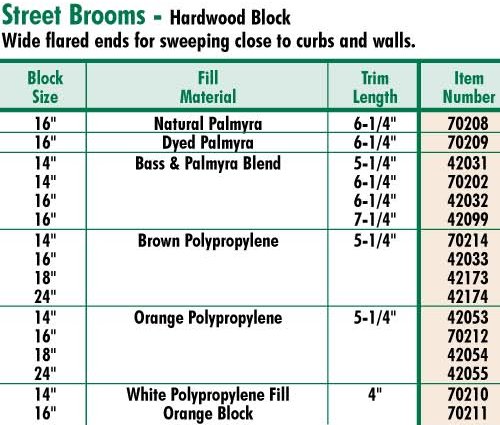 Street Brooms - Hardwood Block
Wide flared ends for sweeping close to curbs and walls.
Block Size Fill Material Trim Length Item Number
16" Natural Palmyra 6-1/4" 70208
16" Dyed Palmyra 6-1/4" 70209
14" Bass & Palmyra Blend 5-1/4" 42031
14" 6-1/4" 70202
16" 6-1/4" 42032
16" 7-1/4" 42099
14" Brown Polypropylene 5-1/4" 70214
16" 42033
18" 42173
24" 42174
14" Orange Polypropylene 5-1/4" 42053
16" 70212
18" 42054
24" 42055
14" White Polypropylene Fill 4" 70210
16" Orange Block 70211